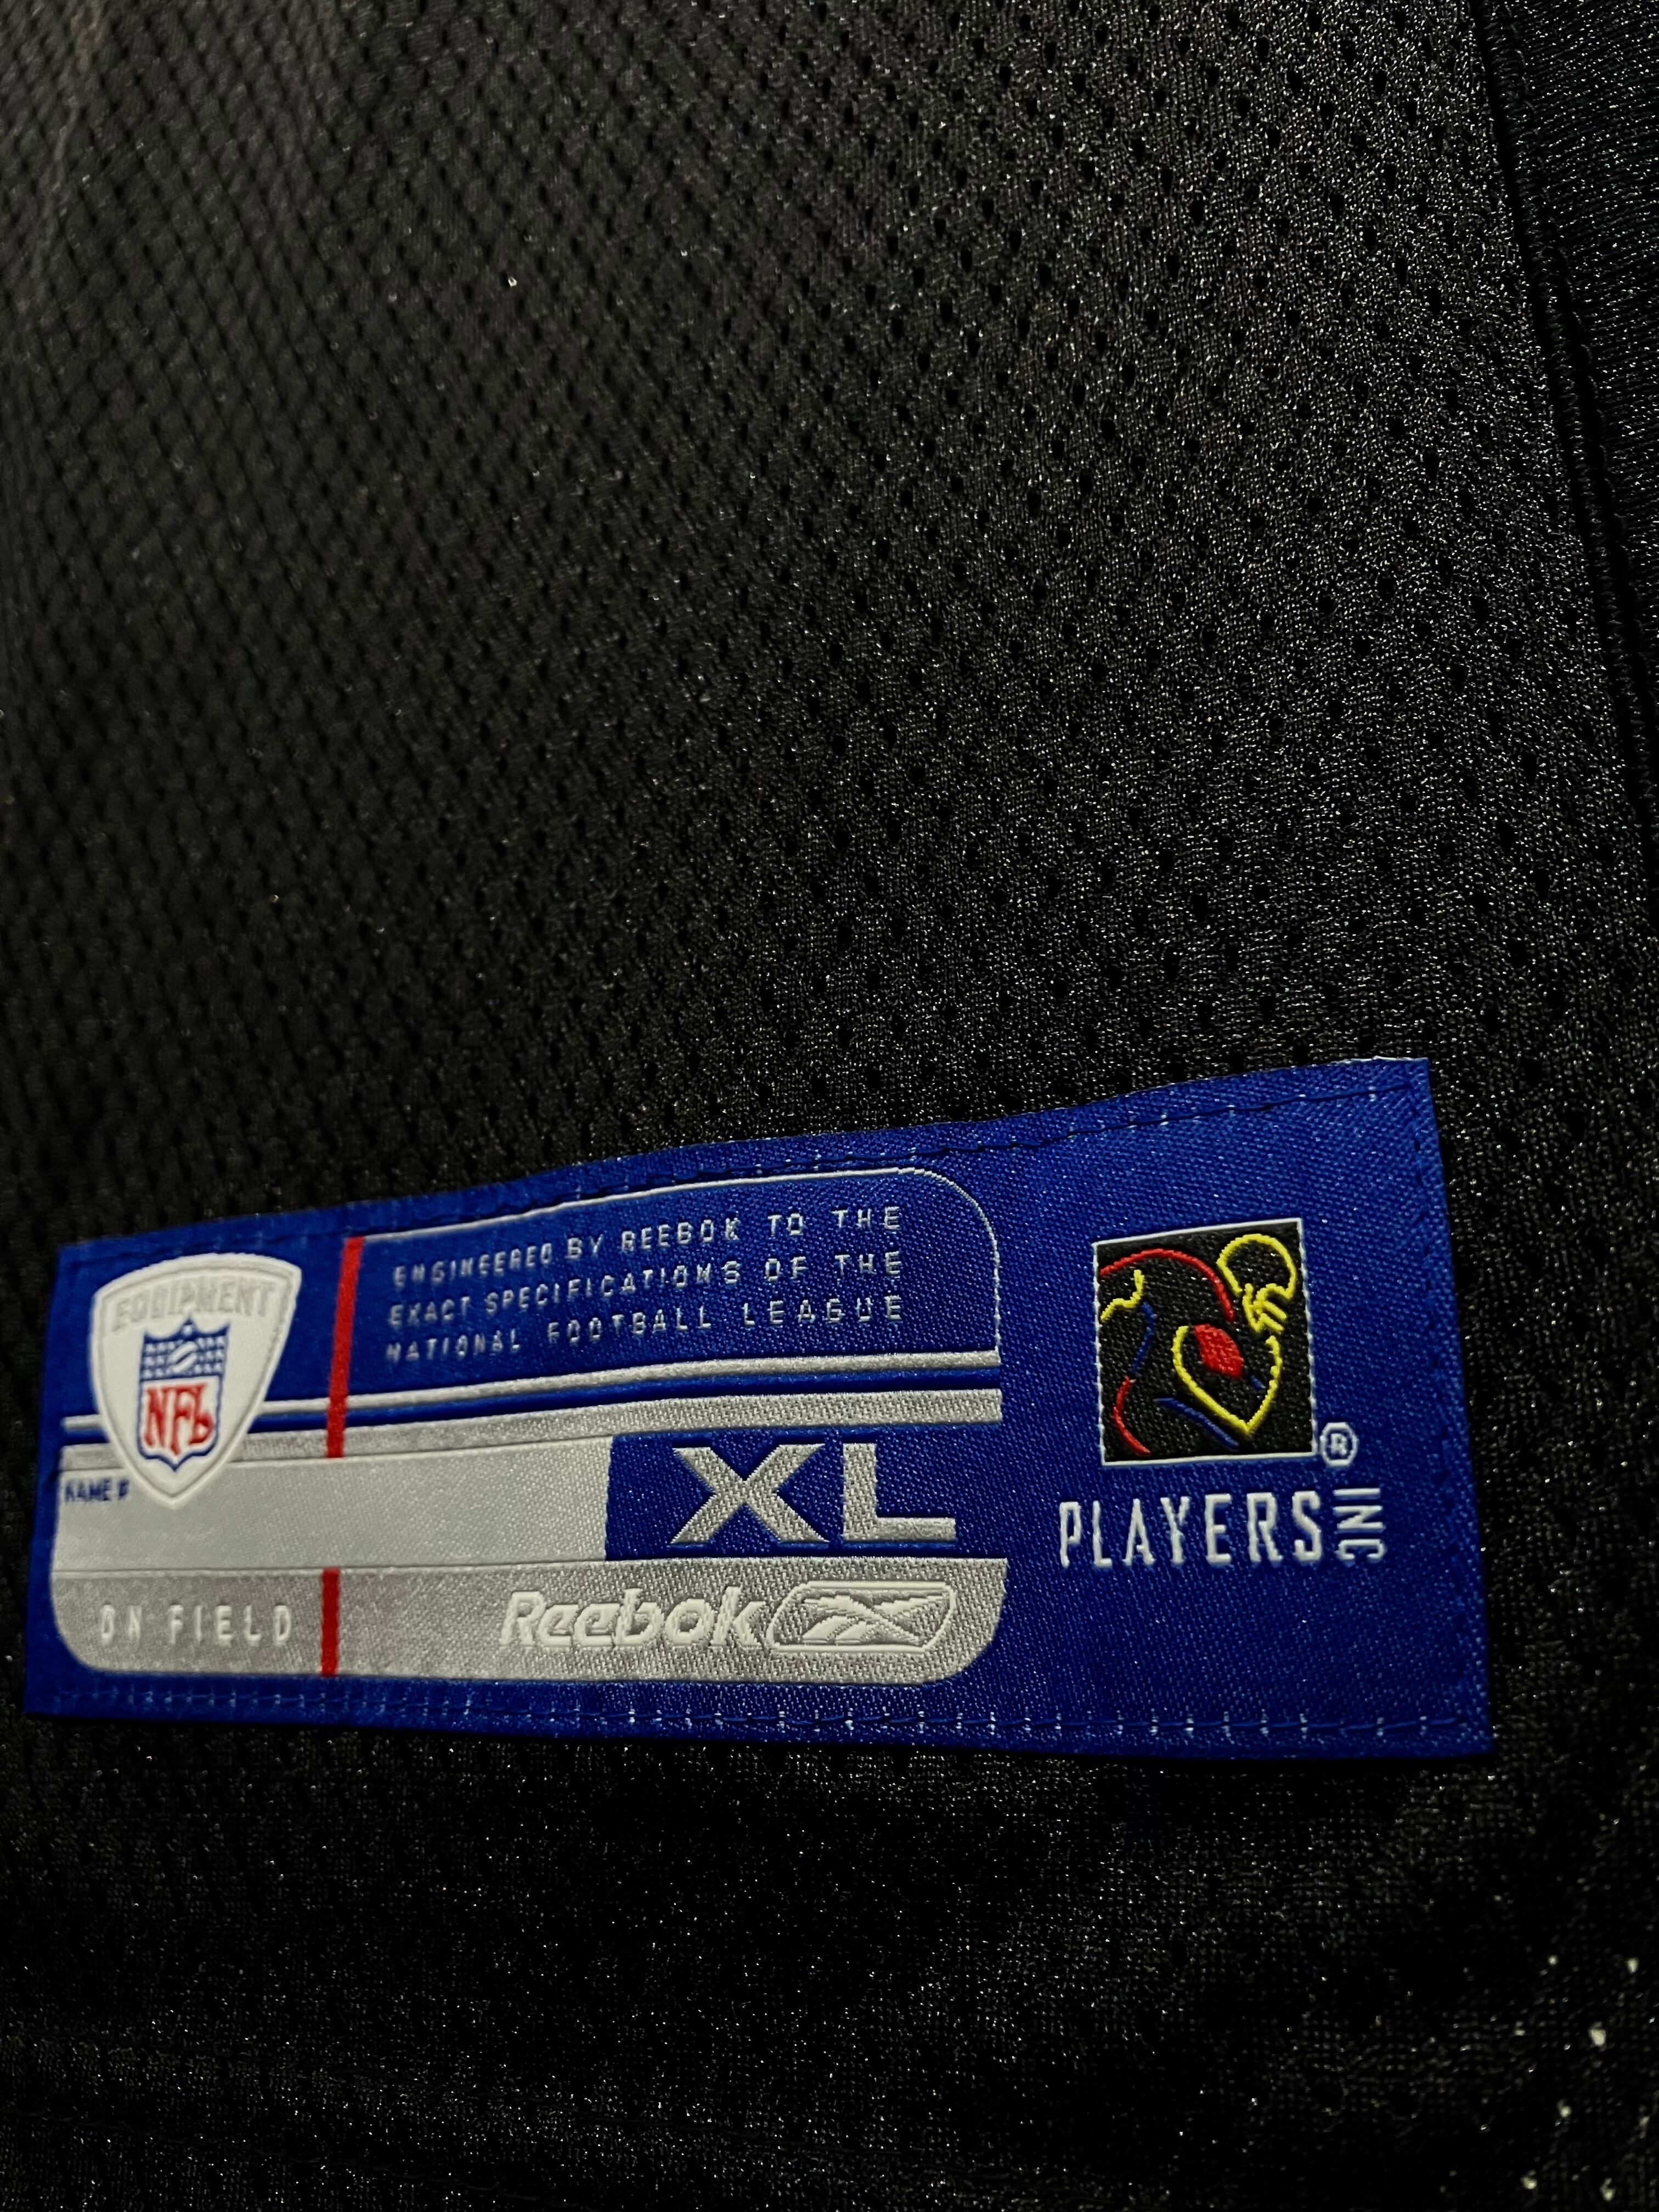 ENGINEERED BY REEBOK TO THE
EXACT SPECIFICATIONS OF THE
NATIONAL FOOTBALL LEAGUE
EQUIPMENT
NFL
NAME #
XL
ON FIELD
Reebok
®
PLAYERS INC